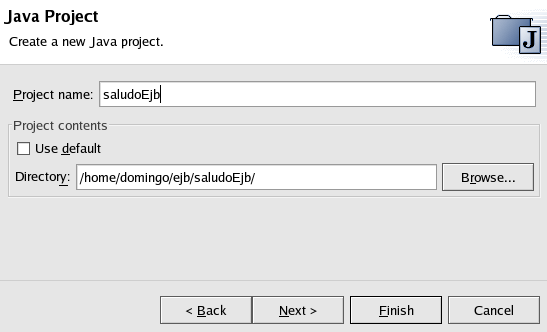 Java Project
Create a new Java project.
J
Project name: saludoEjb
Project contents
Use default
Directory: /home/domingo/ejb/saludoEjb/ Browse...
< Back Next > Finish Cancel